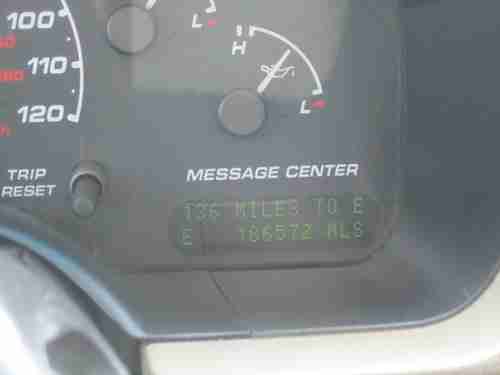 100
110
120
L
H
L
TRIP
RESET
MESSAGE CENTER
136 MILES TO E
E 186572 MLS